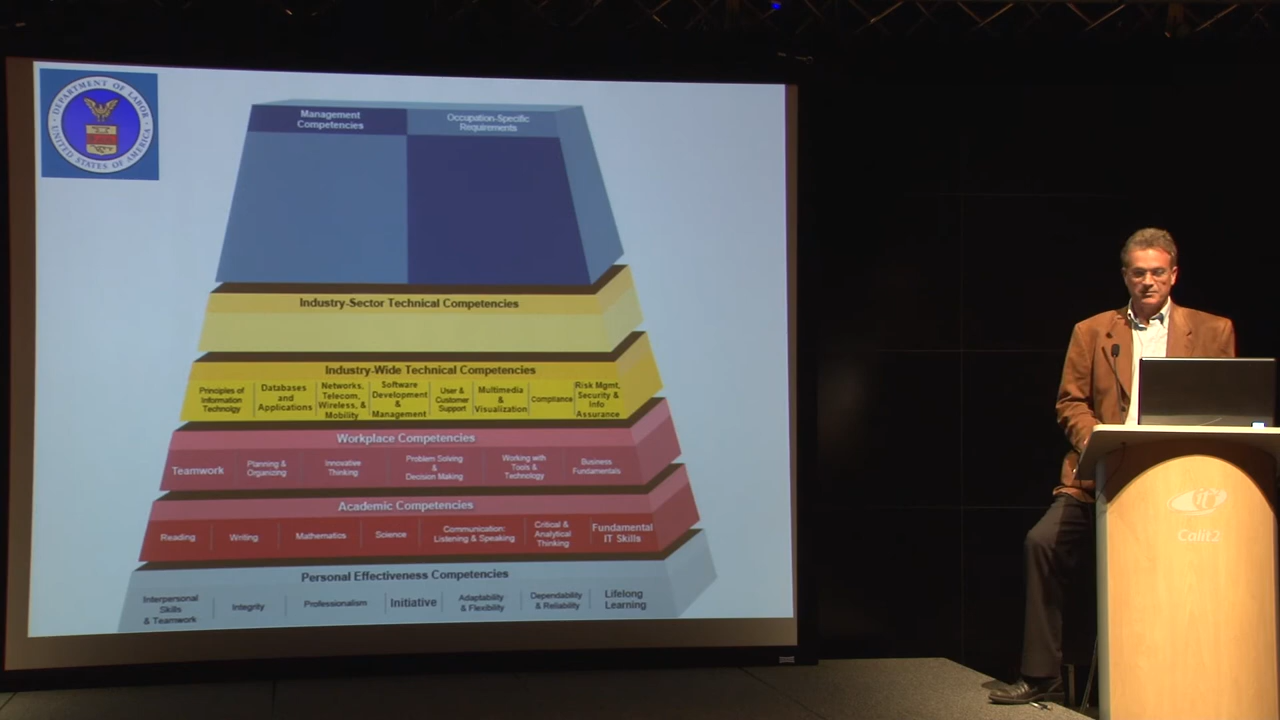 DEPARTMENT OF LABOR
UNITED STATES OF AMERICA
Management
Competencies
Occupation-Specific
Requirements
Industry-Sector Technical Competencies
Industry-Wide Technical Competencies
Principles of
Information
Technology
Databases
and
Applications
Networks,
Telecom,
Wireless, &
Mobility
Software
Development
&
Management
User &
Customer
Support
Multimedia
&
Visualization
Compliance
Risk Mgmt,
Security &
Info
Assurance
Workplace Competencies
Teamwork
Planning &
Organizing
Innovative
Thinking
Problem Solving
&
Decision Making
Working with
Tools &
Technology
Business
Fundamentals
Academic Competencies
Reading
Writing
Mathematics
Science
Communication:
Listening & Speaking
Critical &
Analytical
Thinking
Fundamental
IT Skills
Personal Effectiveness Competencies
Interpersonal
Skills
& Teamwork
Integrity
Professionalism
Initiative
Adaptability
& Flexibility
Dependability
& Reliability
Lifelong
Learning
Calit2